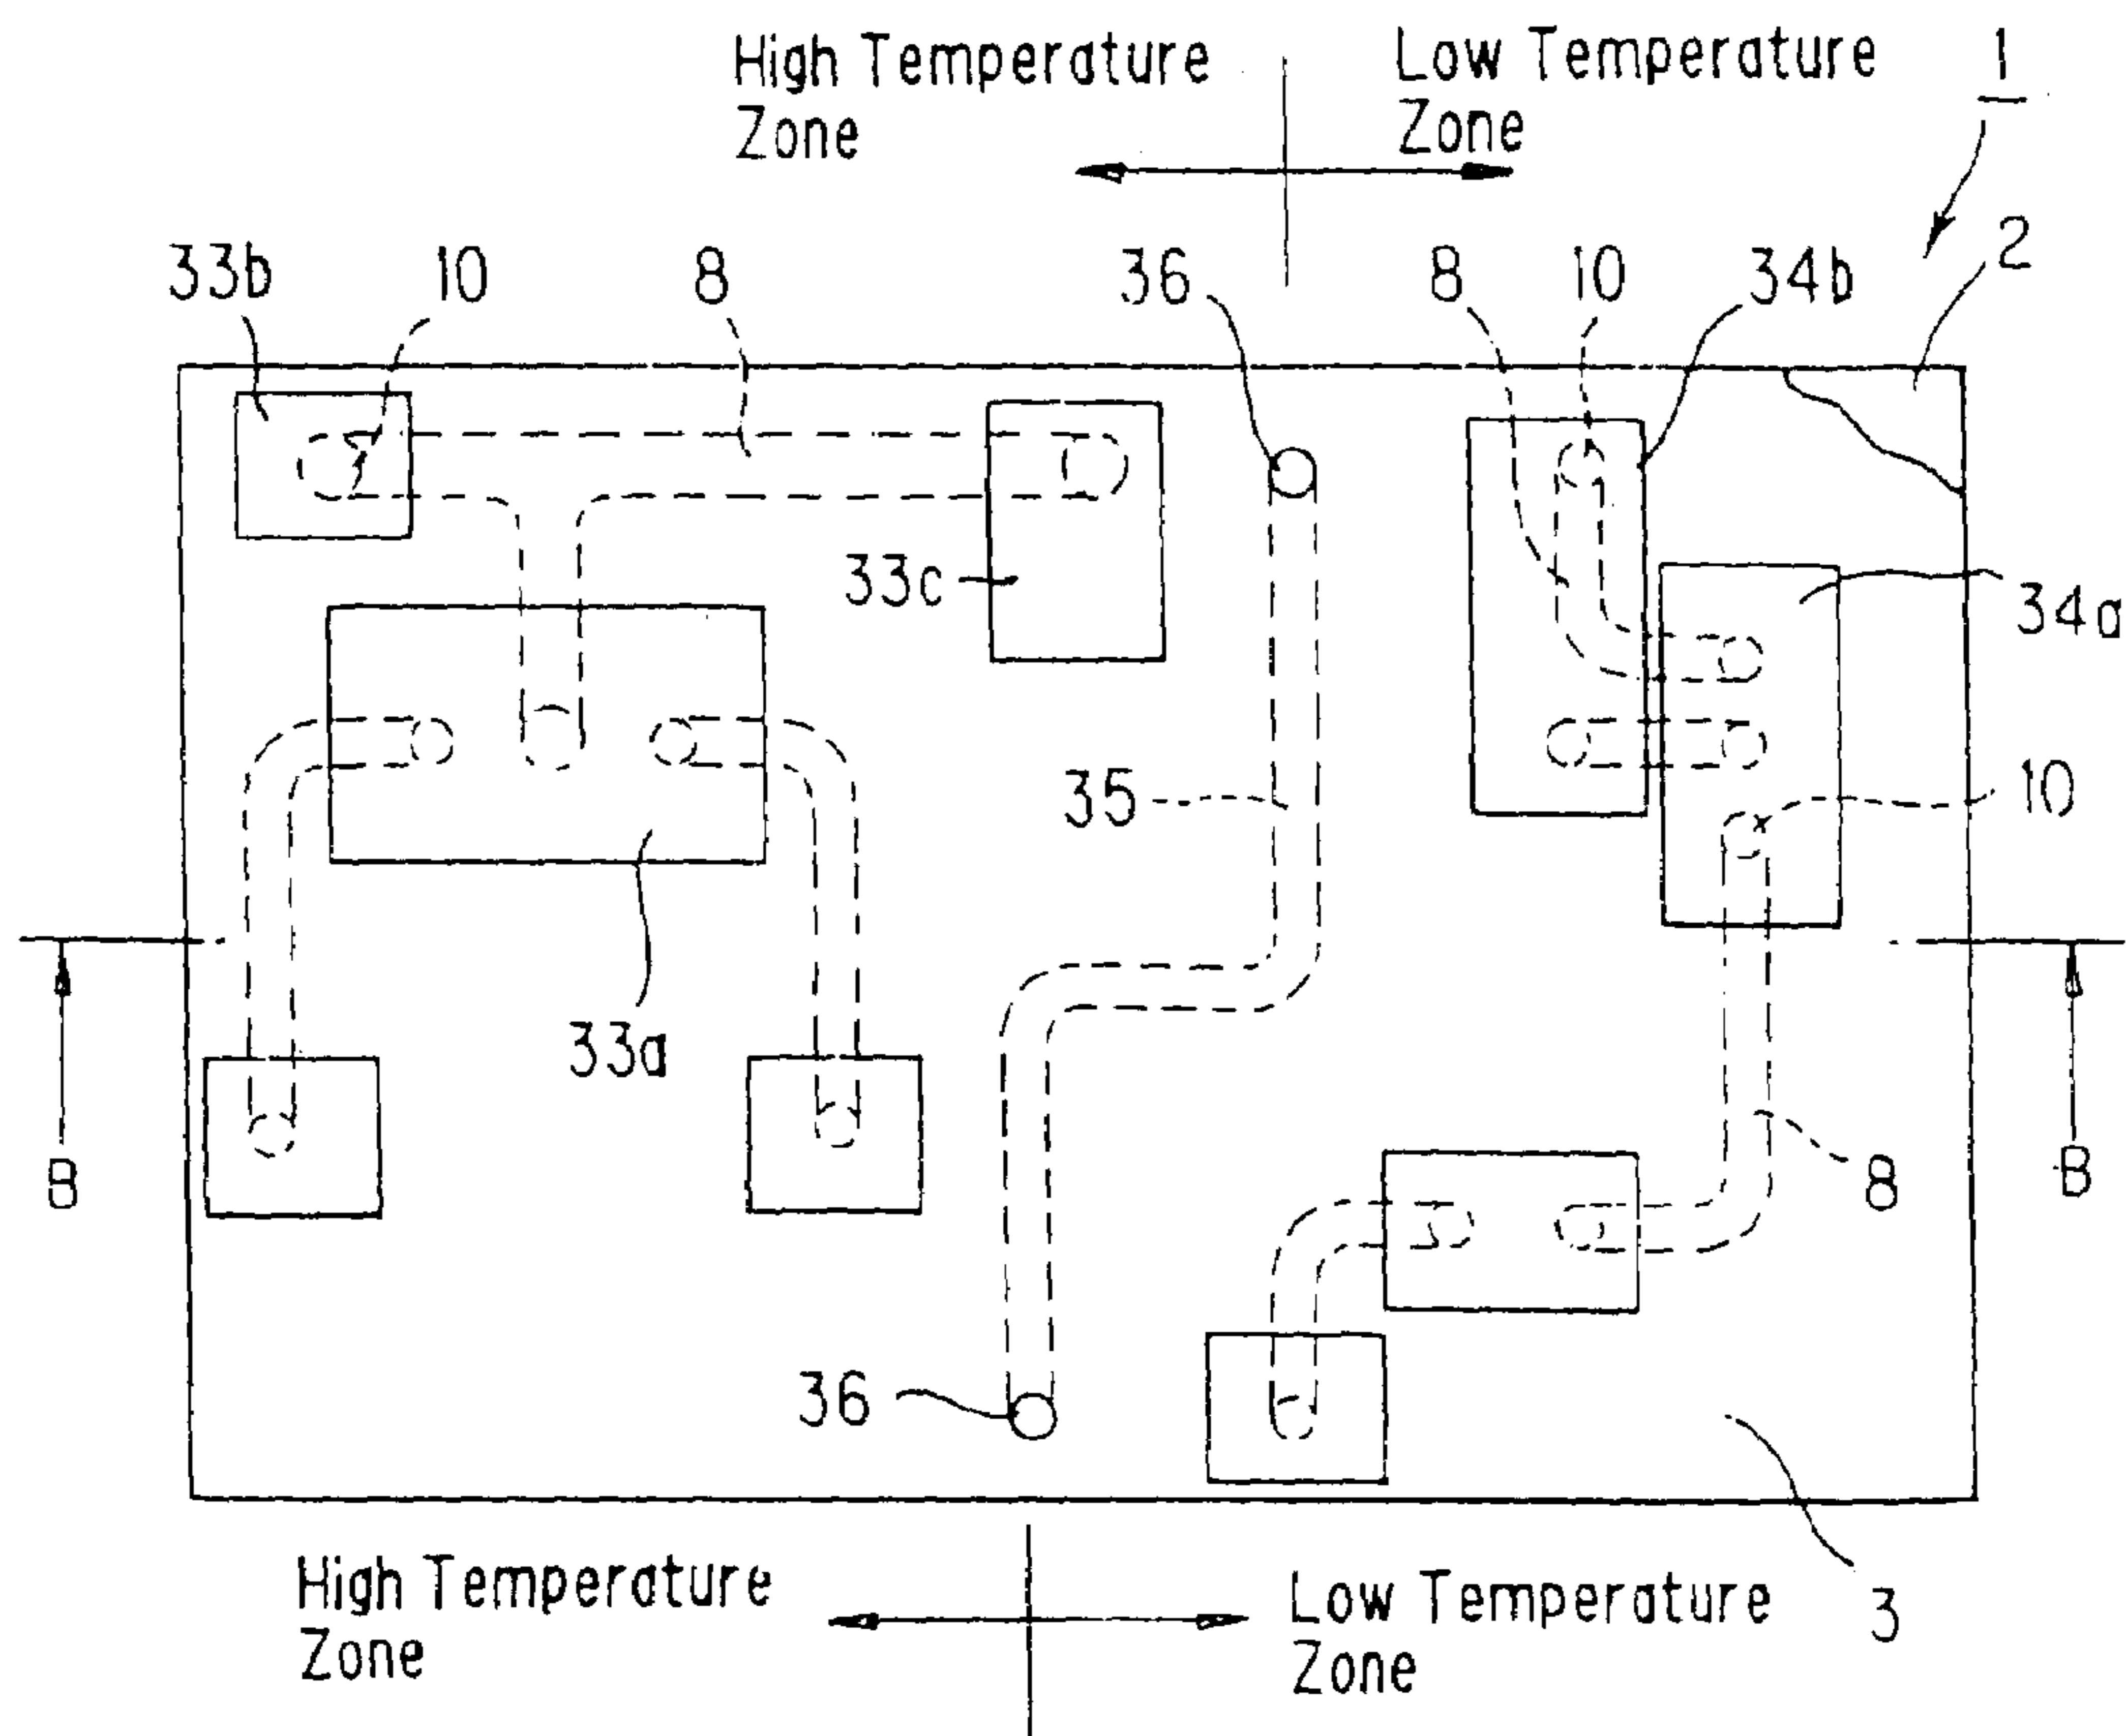 High Temperature
Zone
Low Temperature
Zone
1
2
33b
10
8
36
8
10
34b
33c
34a
35
10
33a
B
8
B
36
High Temperature
Zone
Low Temperature
Zone
3